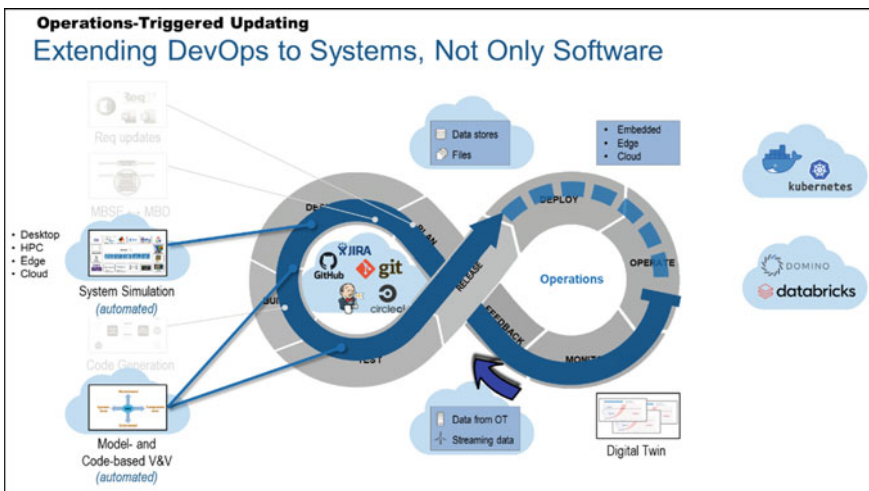 Operations-Triggered Updating
Extending DevOps to Systems, Not Only Software
Req updates
MBSE
MBD
• Desktop
• HPC
• Edge
• Cloud
System Simulation
(automated)
Code Generation
Model- and
Code-based V&V
(automated)
Data stores
Files
• Embedded
• Edge
• Cloud
PLAN
JIRA
GitHub
git
TEST
RELEASE
DEPLOY
OPERATE
Operations
FEEDBACK
Data from OT
Streaming data
Digital Twin
kubernetes
DOMINO
databricks